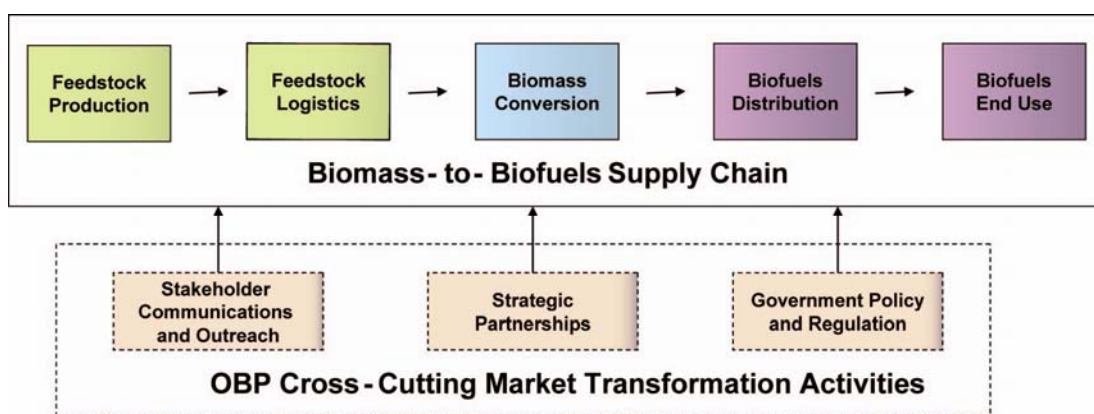 Feedstock
Production
Feedstock
Logistics
Biomass
Conversion
Biofuels
Distribution
Biofuels
End Use
Biomass - to - Biofuels Supply Chain
Stakeholder
Communications
and Outreach
Strategic
Partnerships
Government Policy
and Regulation
OBP Cross - Cutting Market Transformation Activities